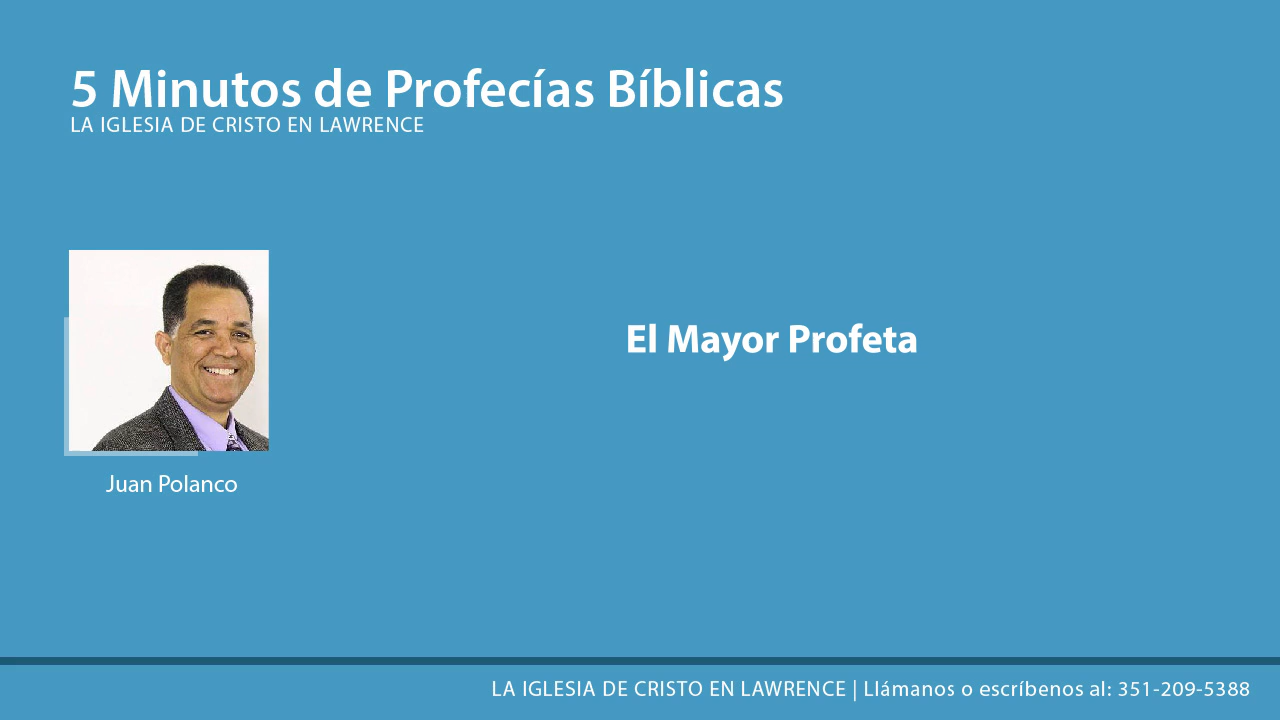 5 Minutos de Profecías Bíblicas
LA IGLESIA DE CRISTO EN LAWRENCE
El Mayor Profeta
Juan Polanco
LA IGLESIA DE CRISTO EN LAWRENCE | Llámanos o escríbenos al: 351-209-5388